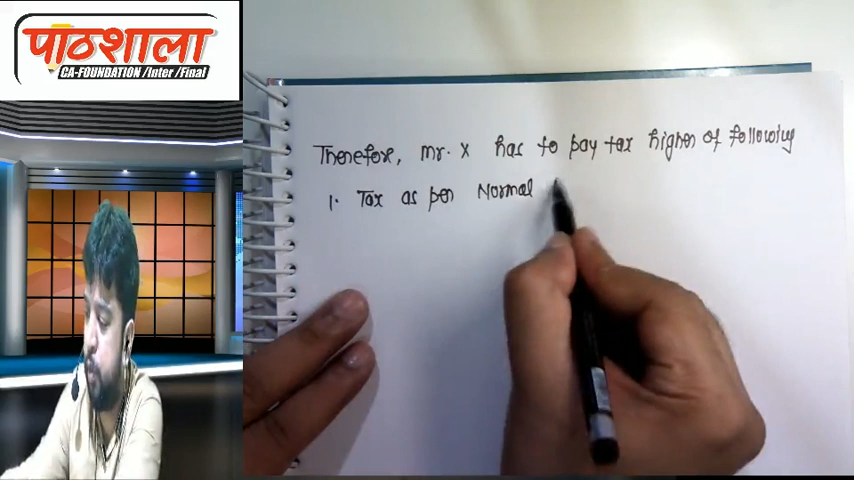 पाठशाला
CA-FOUNDATION /Inter /Final
Therefore, Mr. X has to pay tax higher of following
1. Tax as per Normal